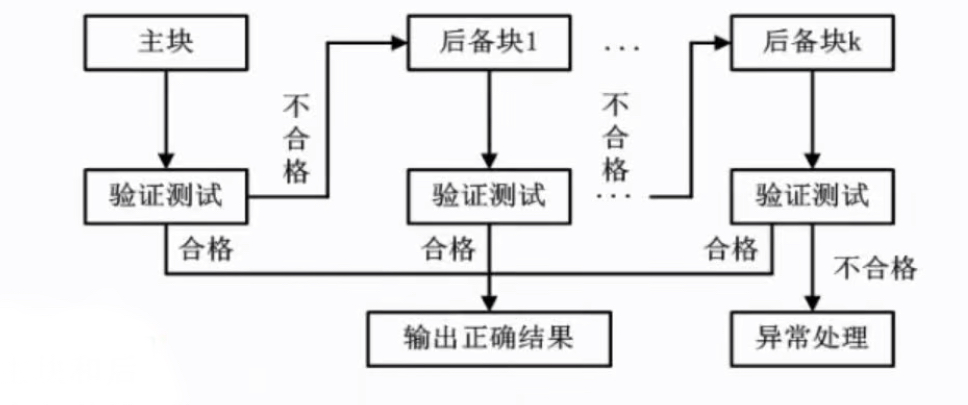 主块
后备块1
...
后备块k
不合格
不合格
验证测试
验证测试
...
验证测试
合格
合格
合格
不合格
输出正确结果
异常处理